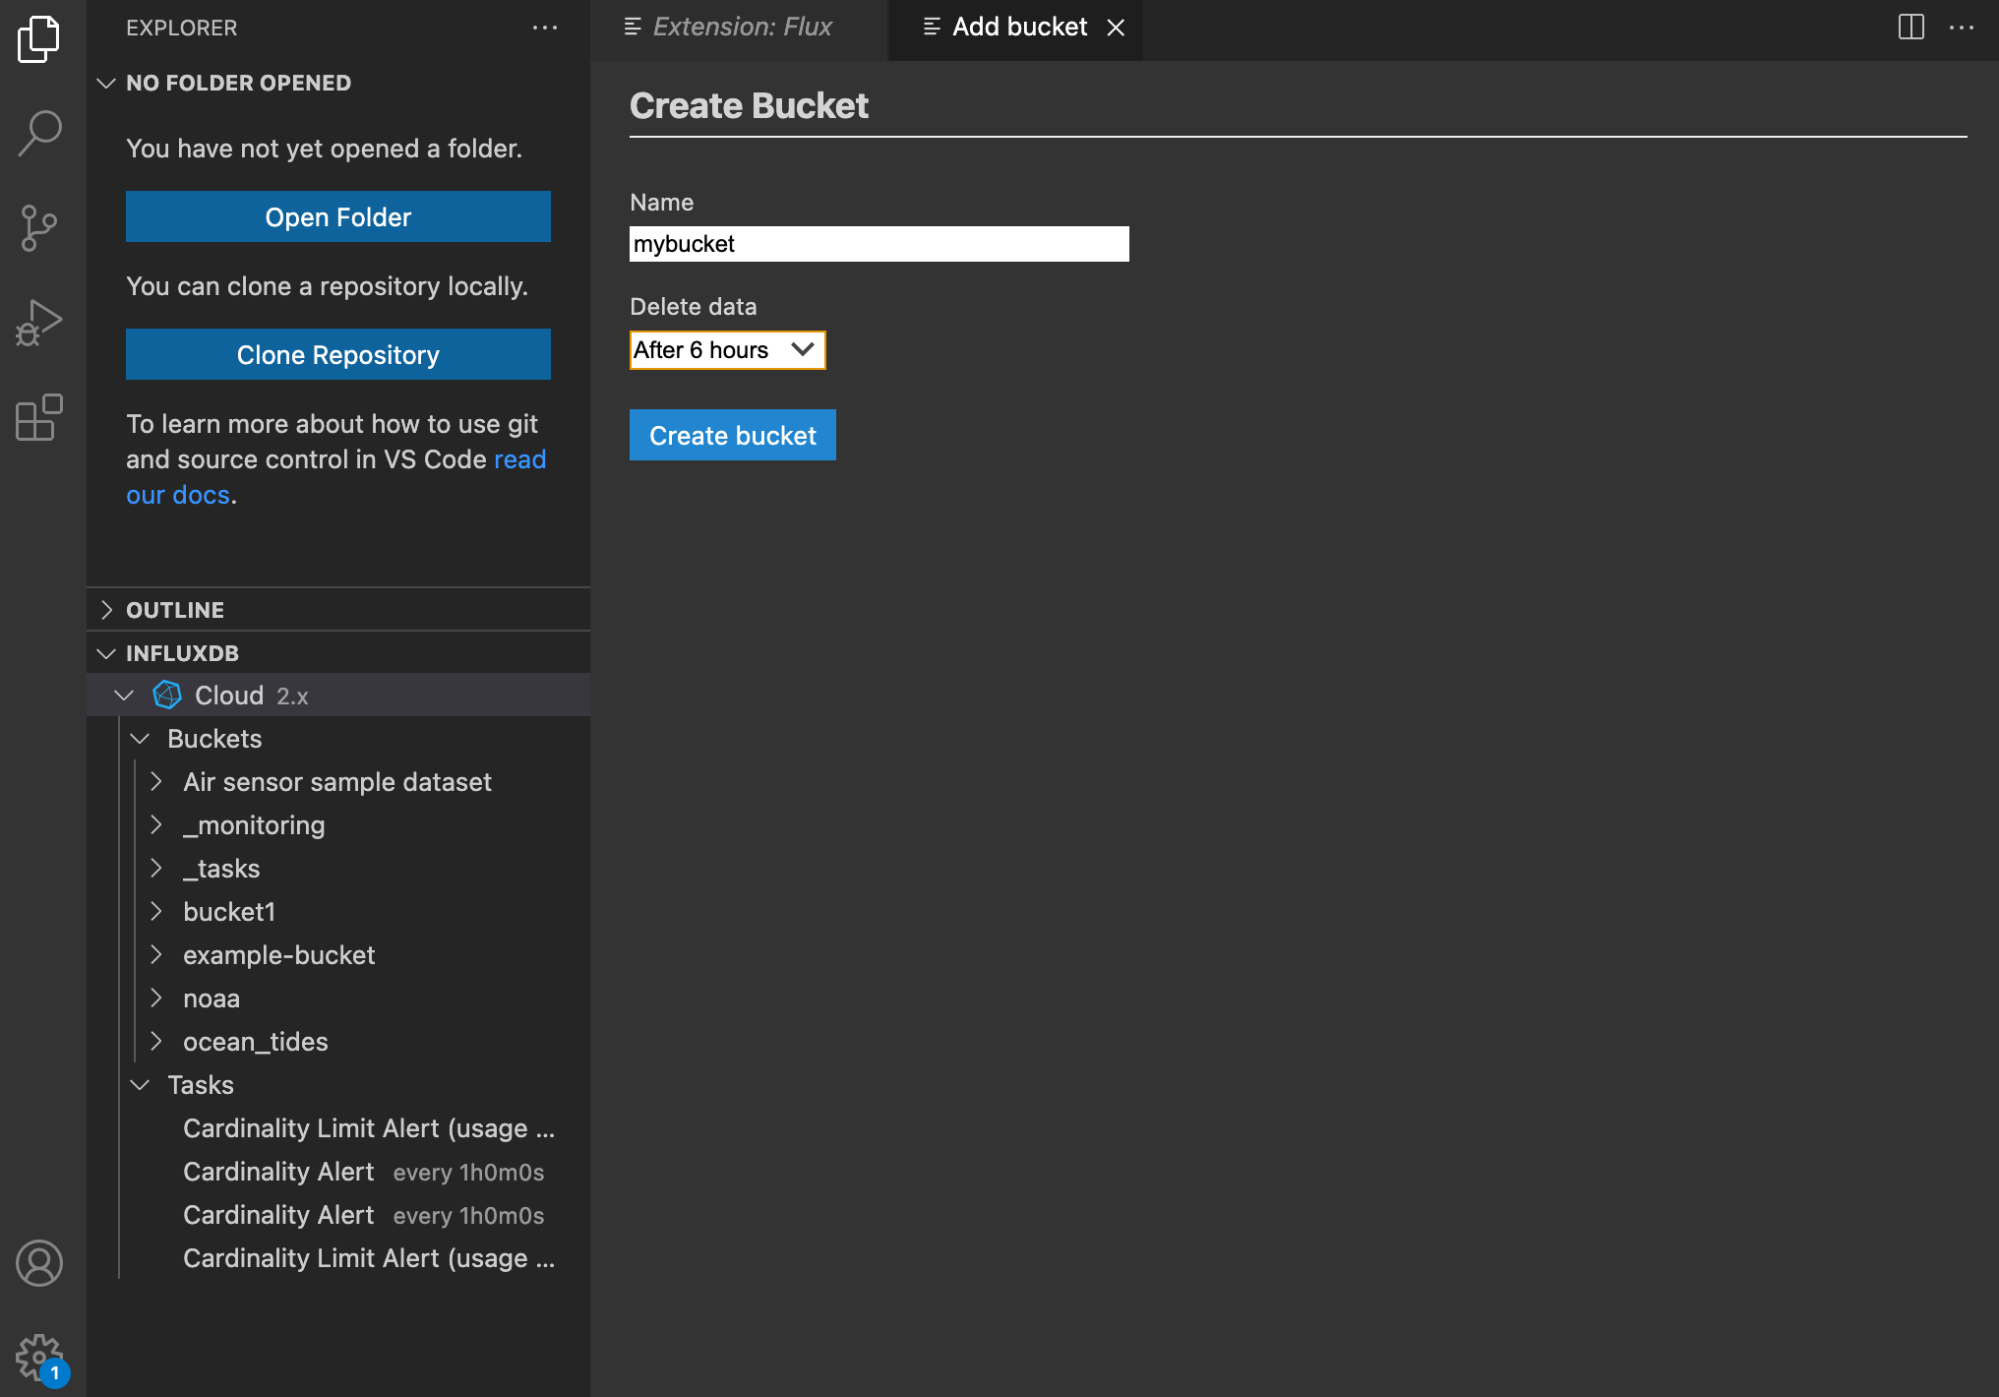 EXPLORER
NO FOLDER OPENED
You have not yet opened a folder.
Open Folder
You can clone a repository locally.
Clone Repository
To learn more about how to use git
and source control in VS Code read
our docs.
OUTLINE
INFLUXDB
Cloud 2.x
Buckets
Air sensor sample dataset
_monitoring
_tasks
bucket1
example-bucket
noaa
ocean_tides
Tasks
Cardinality Limit Alert (usage ...
Cardinality Alert every 1h0m0s
Cardinality Alert every 1h0m0s
Cardinality Limit Alert (usage ...
1
Extension: Flux
Add bucket
Create Bucket
Name
mybucket
Delete data
After 6 hours
Create bucket